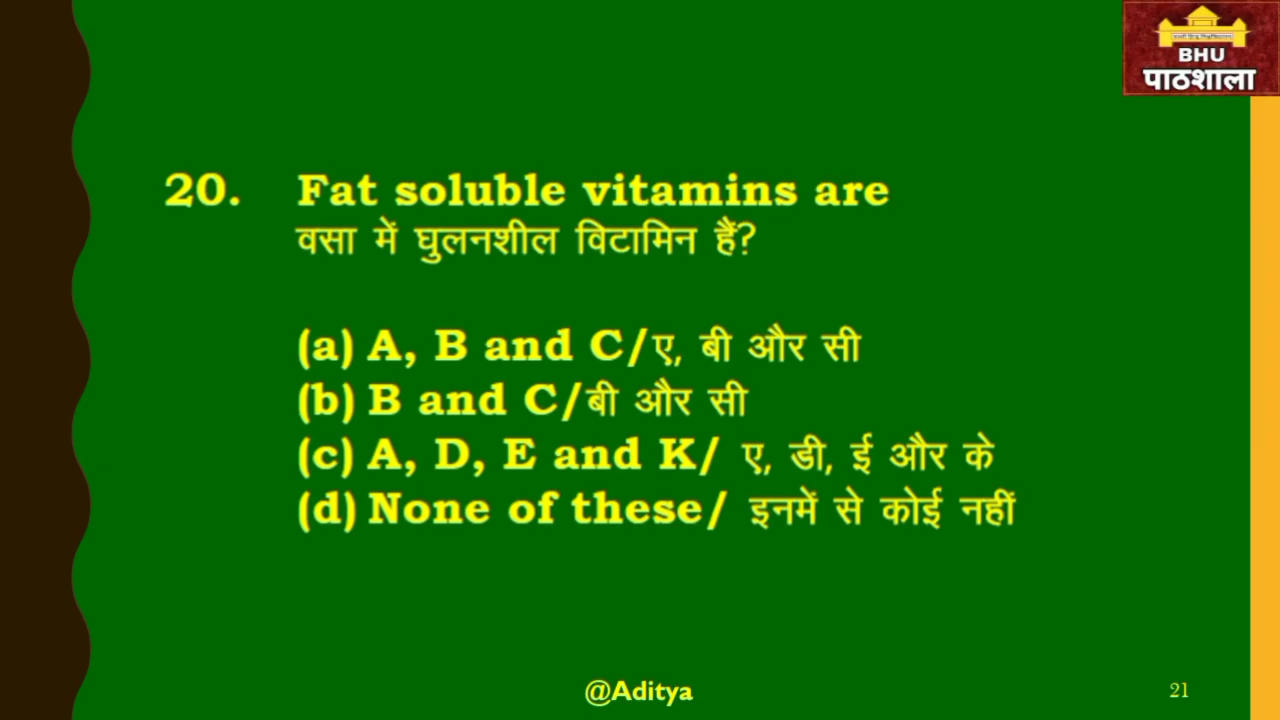 BHU
पाठशाला
20. Fat soluble vitamins are
वसा में घुलनशील विटामिन हैं?
(a) A, B and C/ए, बी और सी
(b) B and C/बी और सी
(c) A, D, E and K/ ए, डी, ई और के
(d) None of these/ इनमें से कोई नहीं
@Aditya
21